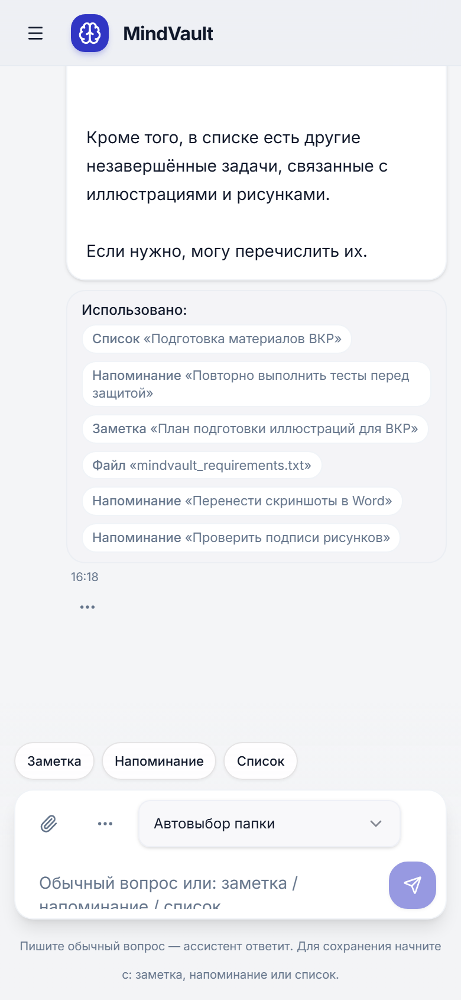 MindVault
Кроме того, в списке есть другие
незавершённые задачи, связанные с
иллюстрациями и рисунками.
Если нужно, могу перечислить их.
Использовано:
Список «Подготовка материалов ВКР»
Напоминание «Повторно выполнить тесты перед
защитой»
Заметка «План подготовки иллюстраций для ВКР»
Файл «mindvault_requirements.txt»
Напоминание «Перенести скриншоты в Word»
Напоминание «Проверить подписи рисунков»
16:18
Заметка
Напоминание
Список
Автовыбор папки
Обычный вопрос или: заметка /
напоминание / список
Пишите обычный вопрос — ассистент ответит. Для сохранения начните
с: заметка, напоминание или список.